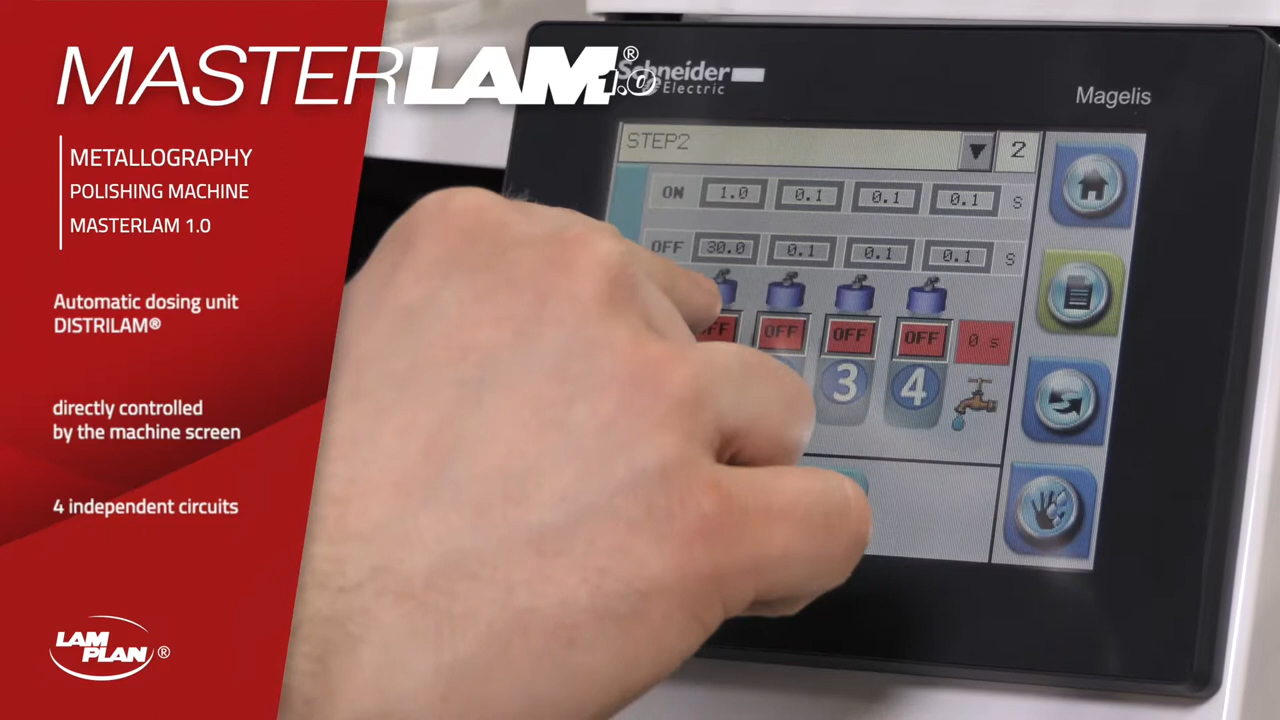 MASTERLAM® 1.0
METALLOGRAPHY
POLISHING MACHINE
MASTERLAM 1.0
Automatic dosing unit
DISTRILAM®
directly controlled
by the machine screen
4 independent circuits
LAM
PLAN ®
Schneider
Electric
Magelis
STEP2 2
ON 1.0 0.1 0.1 0.1 s
OFF 30.0 0.1 0.1 0.1 s
OFF OFF OFF 0 s
3 4